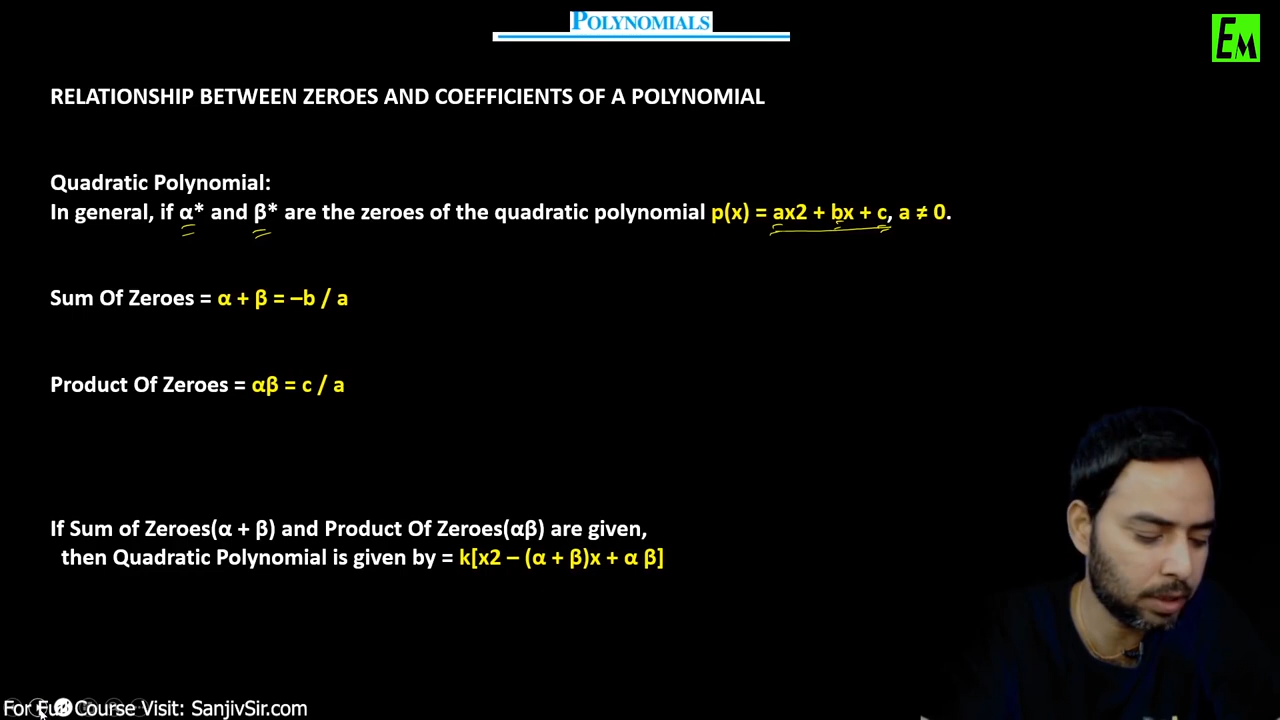 POLYNOMIALS
EM
RELATIONSHIP BETWEEN ZEROES AND COEFFICIENTS OF A POLYNOMIAL
Quadratic Polynomial:
In general, if α* and β* are the zeroes of the quadratic polynomial p(x) = ax2 + bx + c, a ≠ 0.
Sum Of Zeroes = α + β = –b / a
Product Of Zeroes = αβ = c / a
If Sum of Zeroes(α + β) and Product Of Zeroes(αβ) are given,
then Quadratic Polynomial is given by = k[x2 – (α + β)x + α β]
For Full Course Visit: SanjivSir.com